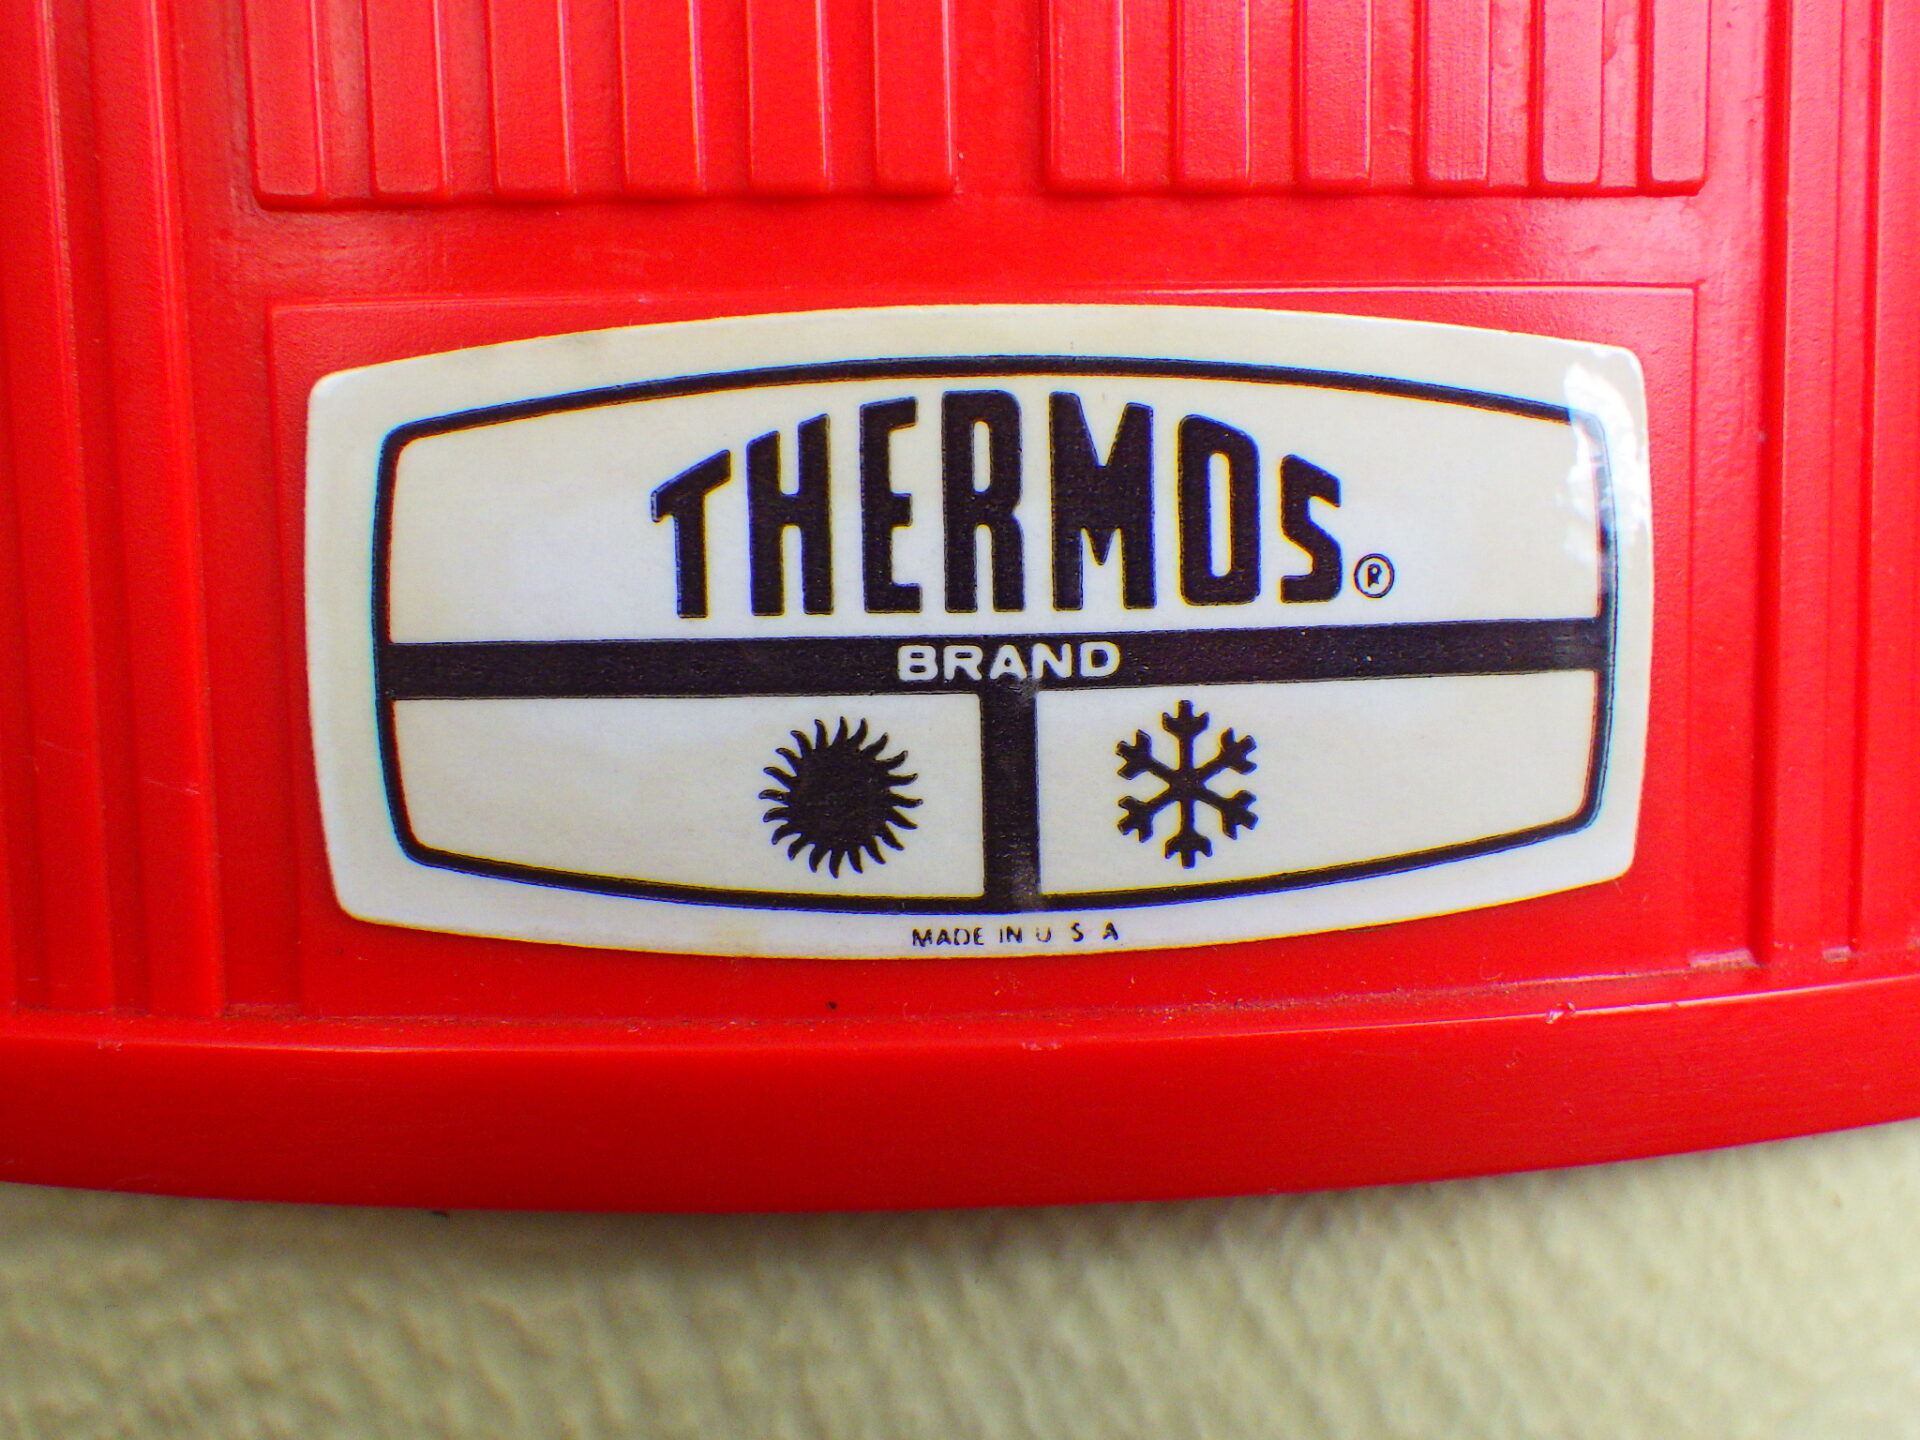 THERMOS®
BRAND
MADE IN U S A